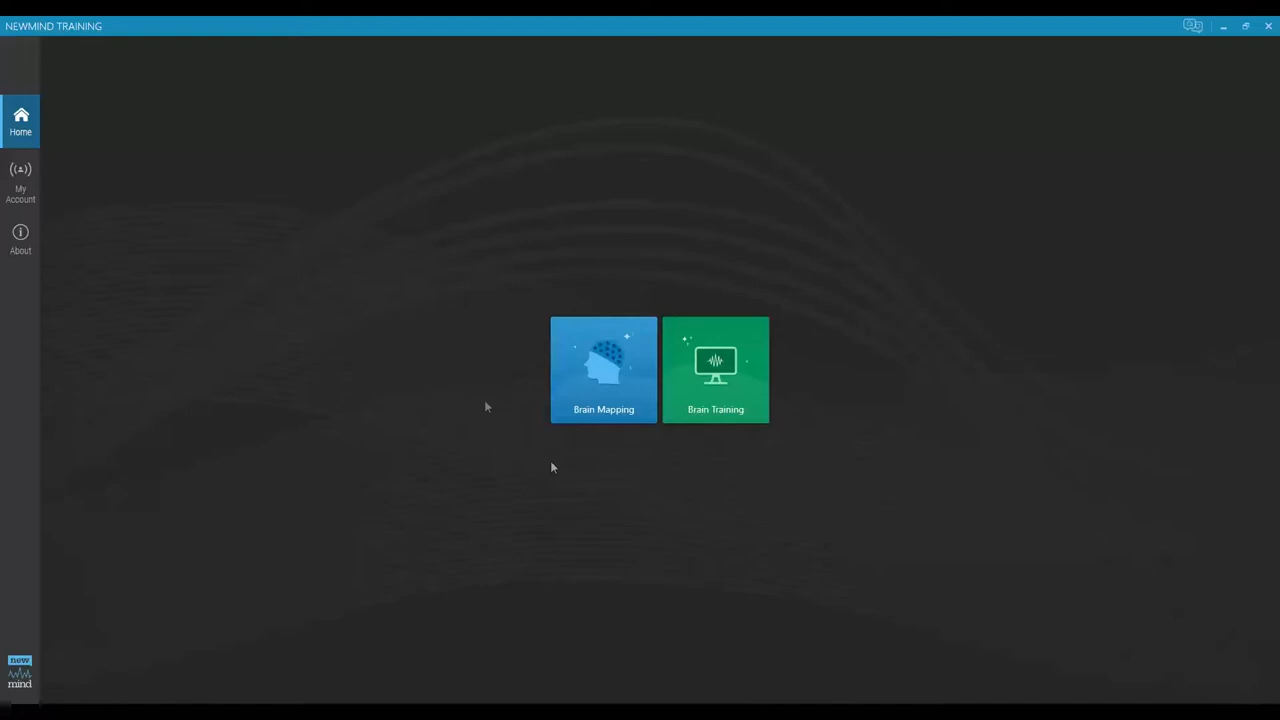 NEWMIND TRAINING
Home
My
Account
About
Brain Mapping
Brain Training
new
mind